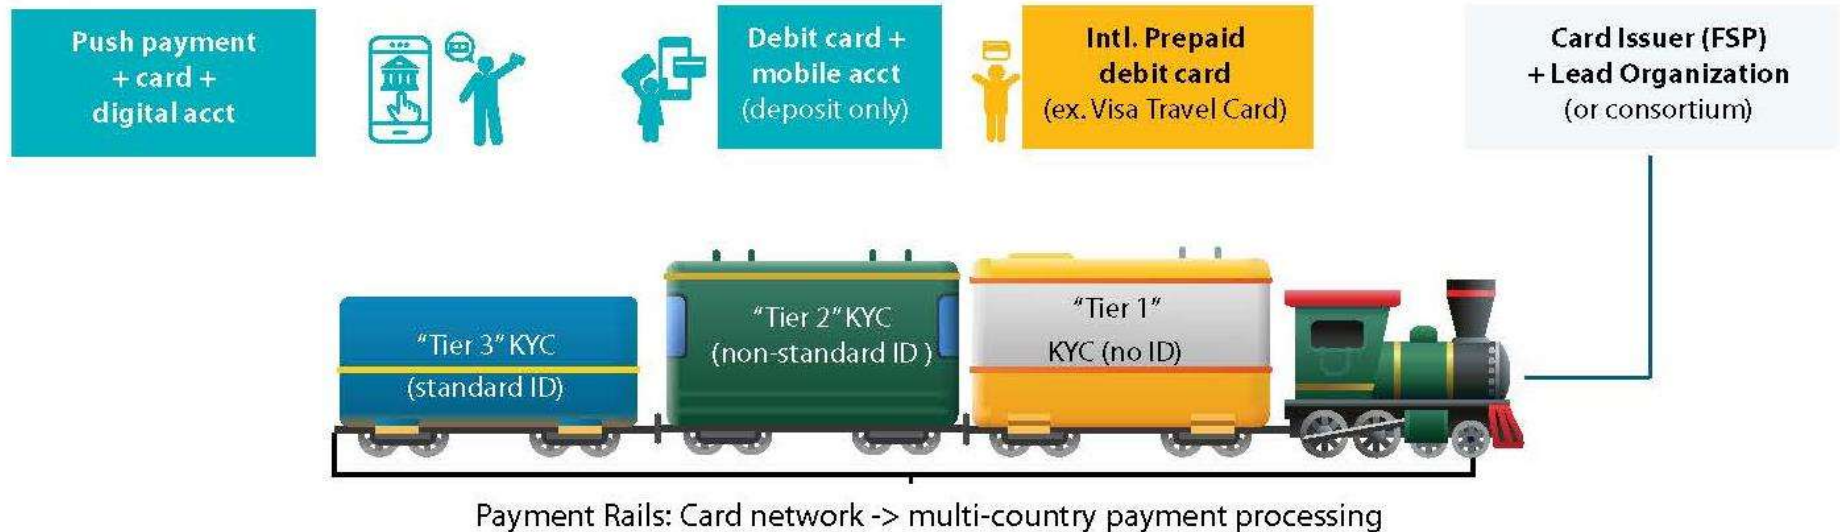 Push payment
+ card +
digital acct
Debit card +
mobile acct
(deposit only)
Intl. Prepaid
debit card
(ex. Visa Travel Card)
Card Issuer (FSP)
+ Lead Organization
(or consortium)
“Tier 3” KYC
(standard ID)
“Tier 2” KYC
(non-standard ID )
“Tier 1”
KYC (no ID)
Payment Rails: Card network -> multi-country payment processing